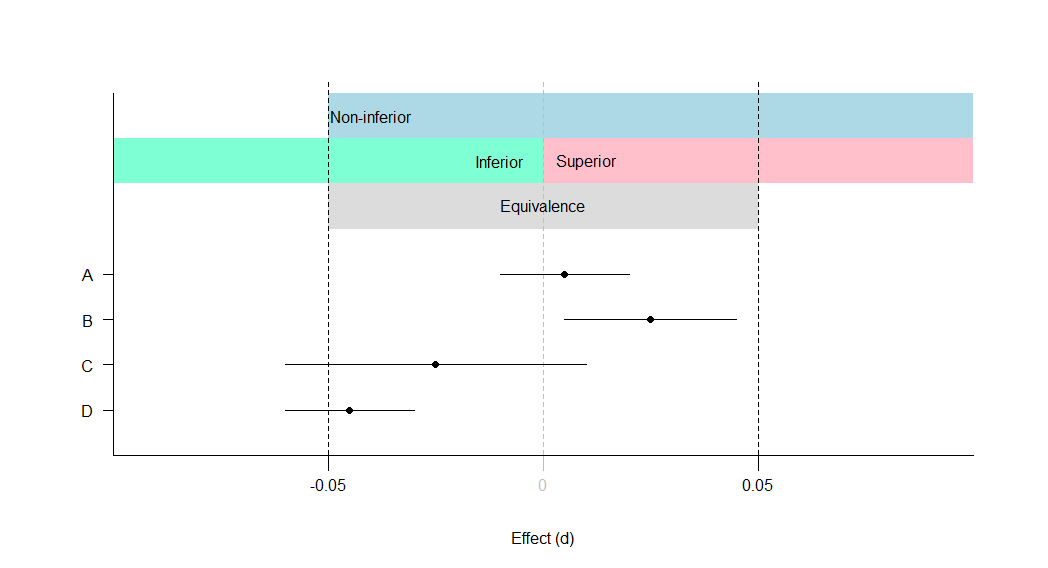 Non-inferior
Inferior
Superior
Equivalence
A
B
C
D
-0.05
0
0.05
Effect (d)